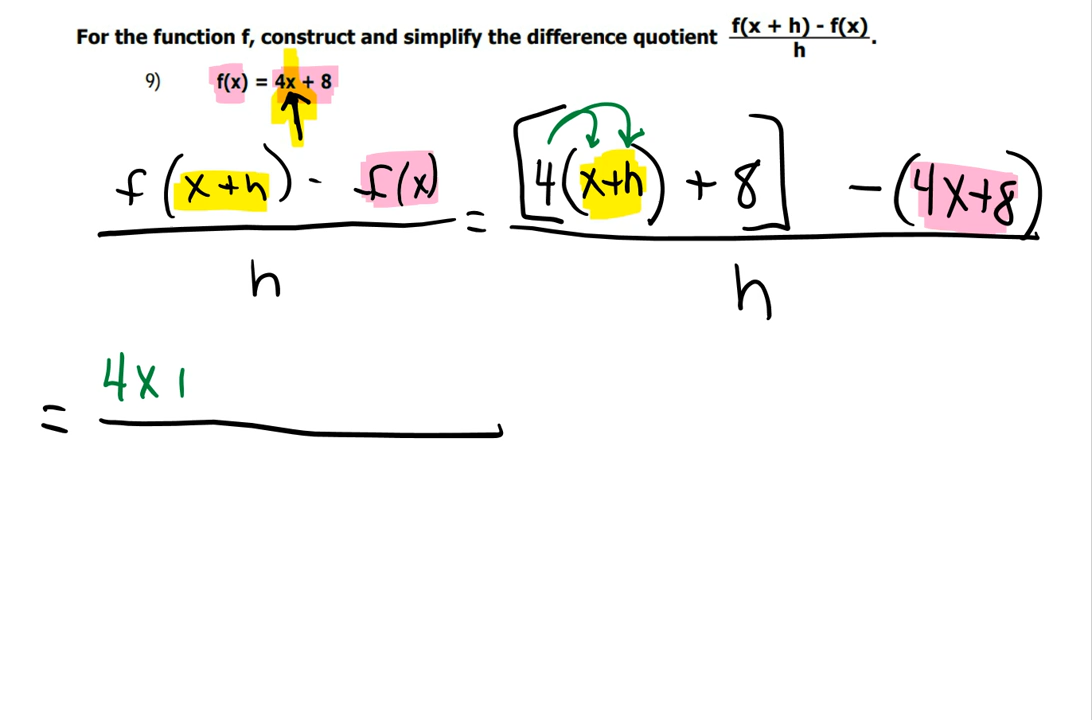 For the function f, construct and simplify the difference quotient f(x + h) - f(x) / h .
9) f(x) = 4x + 8
f(x+h) - f(x) / h = [4(x+h) + 8] - (4x+8) / h
= 4x